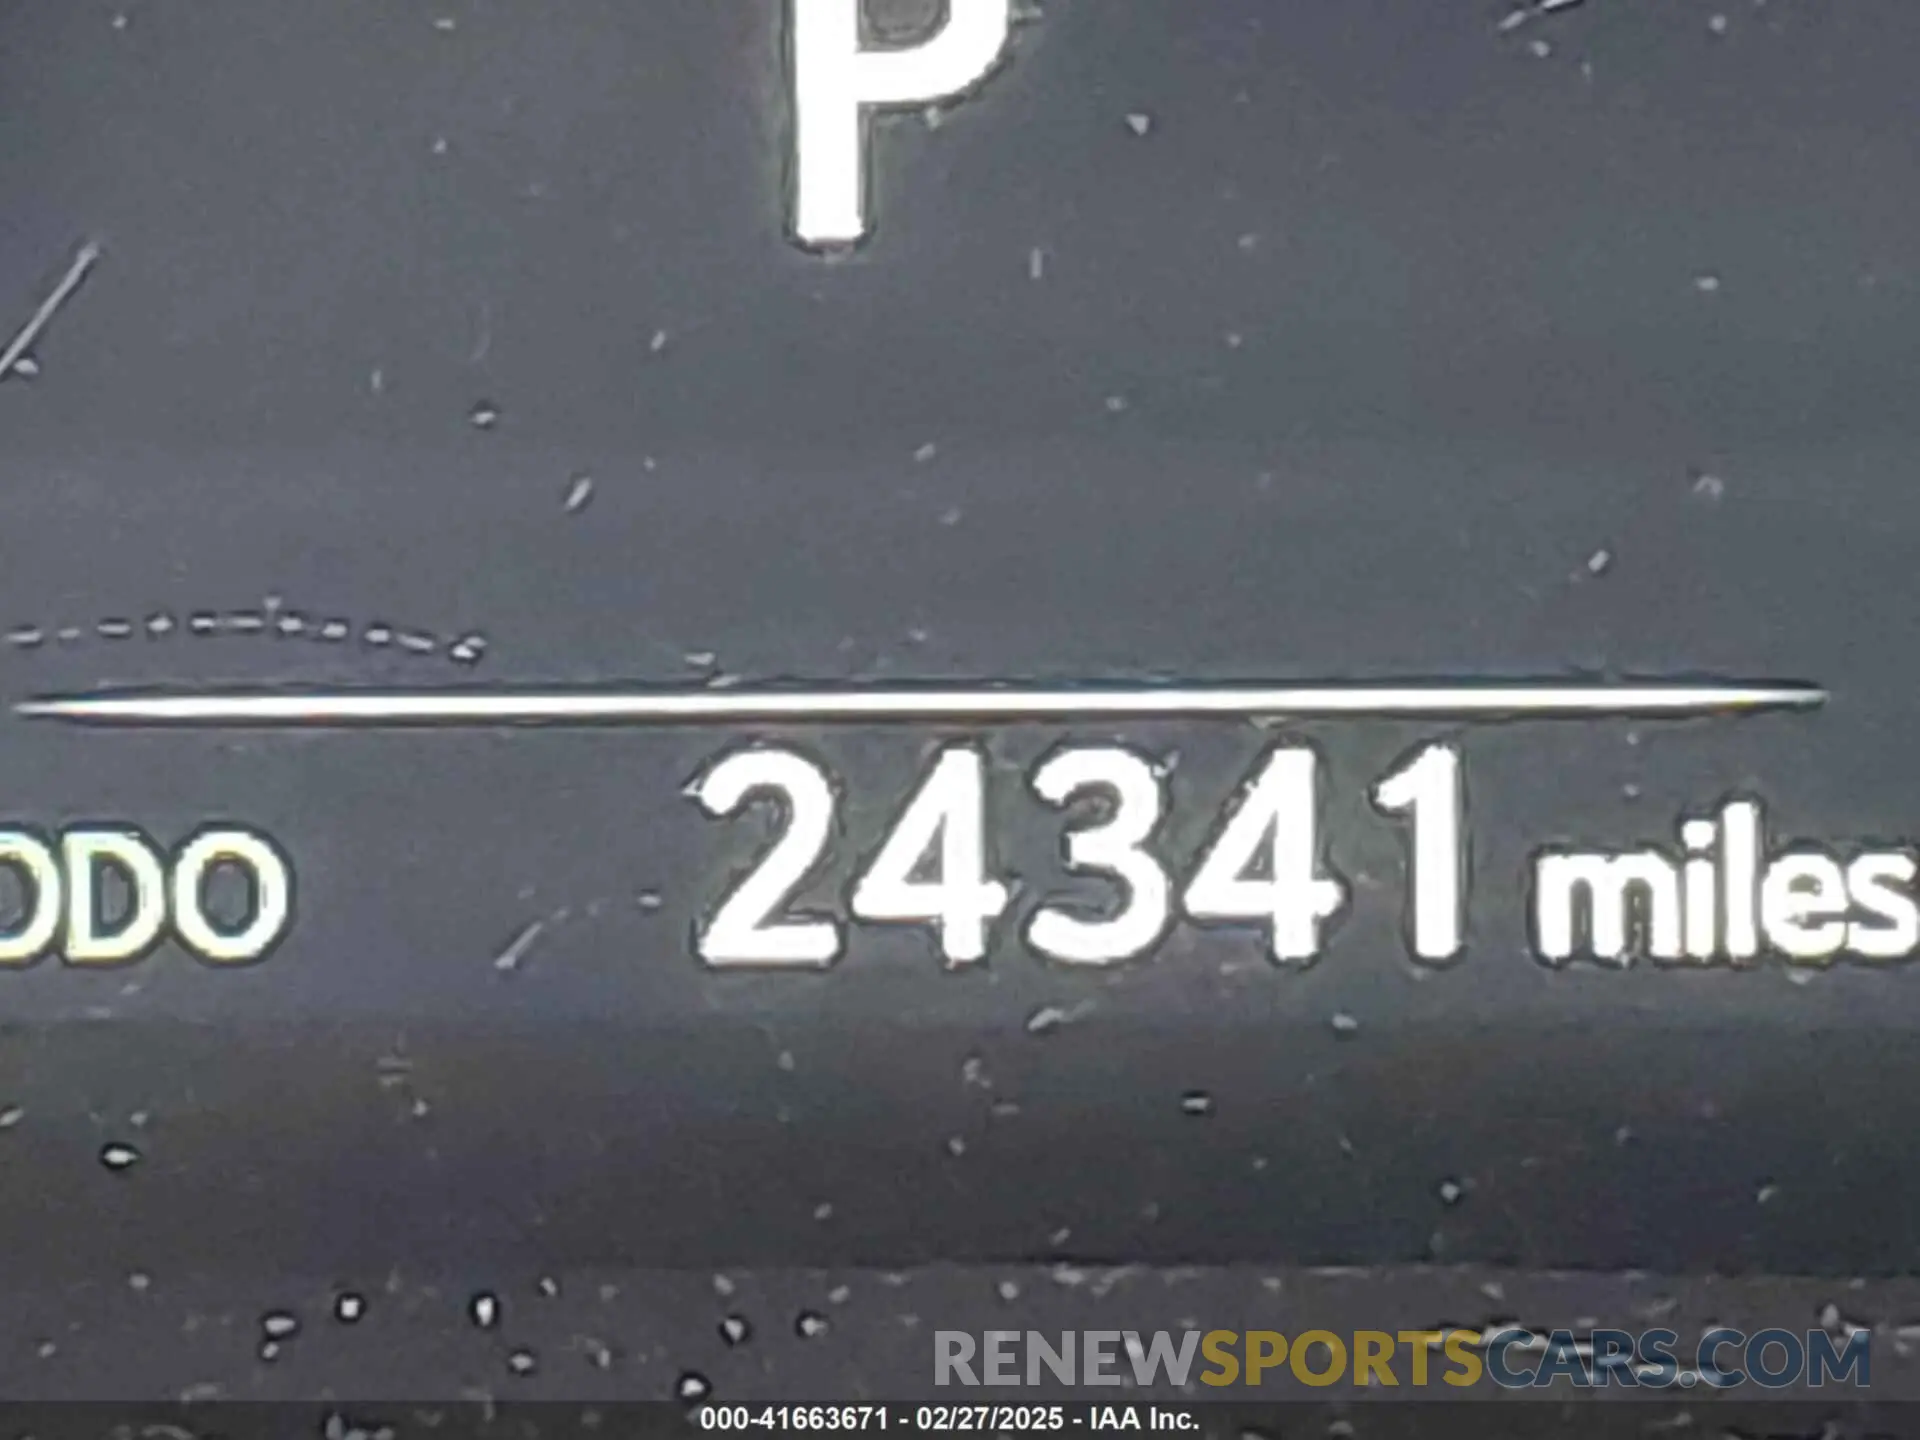 P
ODO 24341 miles
RENEWSPORTSCARS.COM
000-41663671 - 02/27/2025 - IAA Inc.